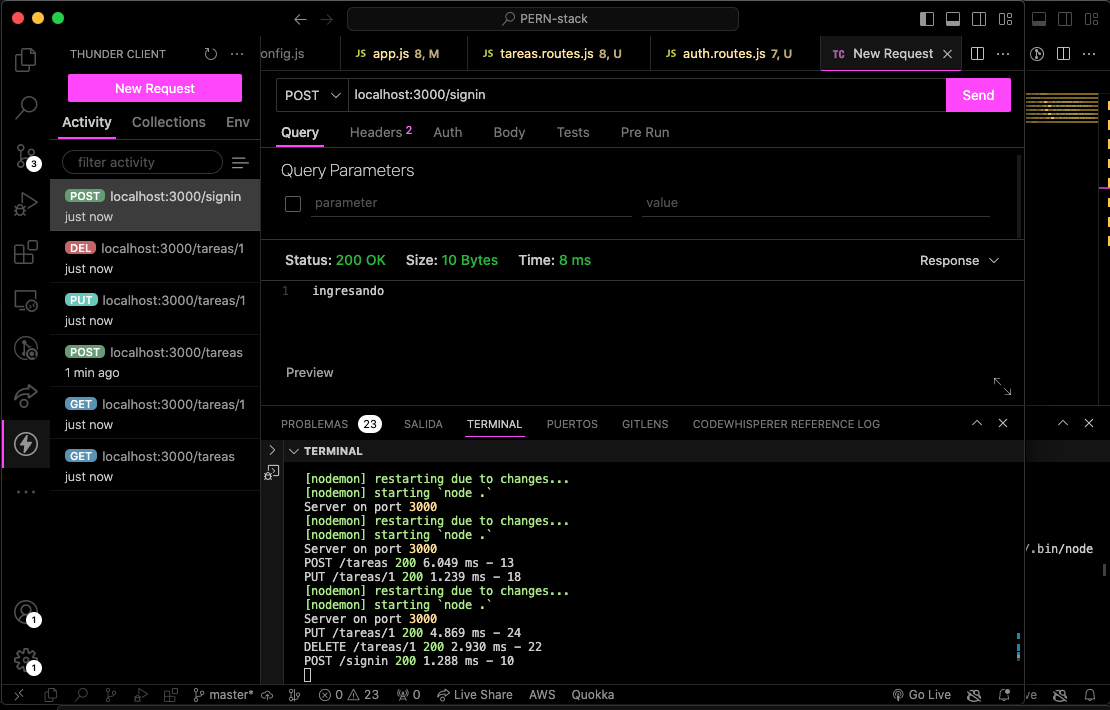 PERN-stack
THUNDER CLIENT
New Request
Activity Collections Env
filter activity
POST localhost:3000/signin
just now
DEL localhost:3000/tareas/1
just now
PUT localhost:3000/tareas/1
just now
POST localhost:3000/tareas
1 min ago
GET localhost:3000/tareas/1
just now
GET localhost:3000/tareas
just now
3
1
1
onfig.js JS app.js 8, M JS tareas.routes.js 8, U JS auth.routes.js 7, U TC New Request
POST localhost:3000/signin Send
Query Headers 2 Auth Body Tests Pre Run
Query Parameters
parameter value
Status: 200 OK Size: 10 Bytes Time: 8 ms Response
1 ingresando
Preview
PROBLEMAS 23 SALIDA TERMINAL PUERTOS GITLENS CODEWHISPERER REFERENCE LOG
TERMINAL
[nodemon] restarting due to changes...
[nodemon] starting `node .`
Server on port 3000
[nodemon] restarting due to changes...
[nodemon] starting `node .`
Server on port 3000
POST /tareas 200 6.049 ms - 13
PUT /tareas/1 200 1.239 ms - 18
[nodemon] restarting due to changes...
[nodemon] starting `node .`
Server on port 3000
PUT /tareas/1 200 4.869 ms - 24
DELETE /tareas/1 200 2.930 ms - 22
POST /signin 200 1.288 ms - 10
/.bin/node
master* 0 23 0 Live Share AWS Quokka Go Live ve